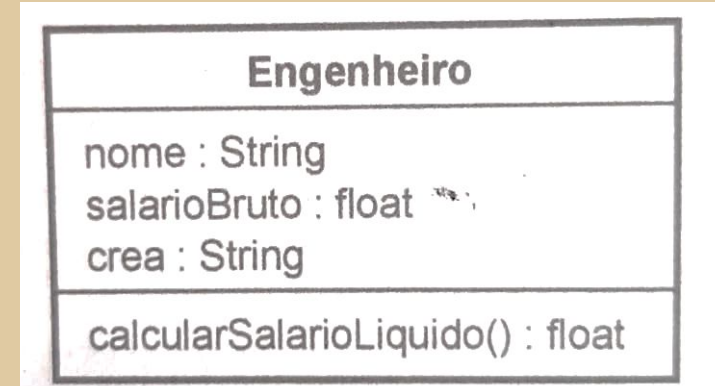 Engenheiro
nome : String
salarioBruto : float
crea : String
calcularSalarioLiquido() : float